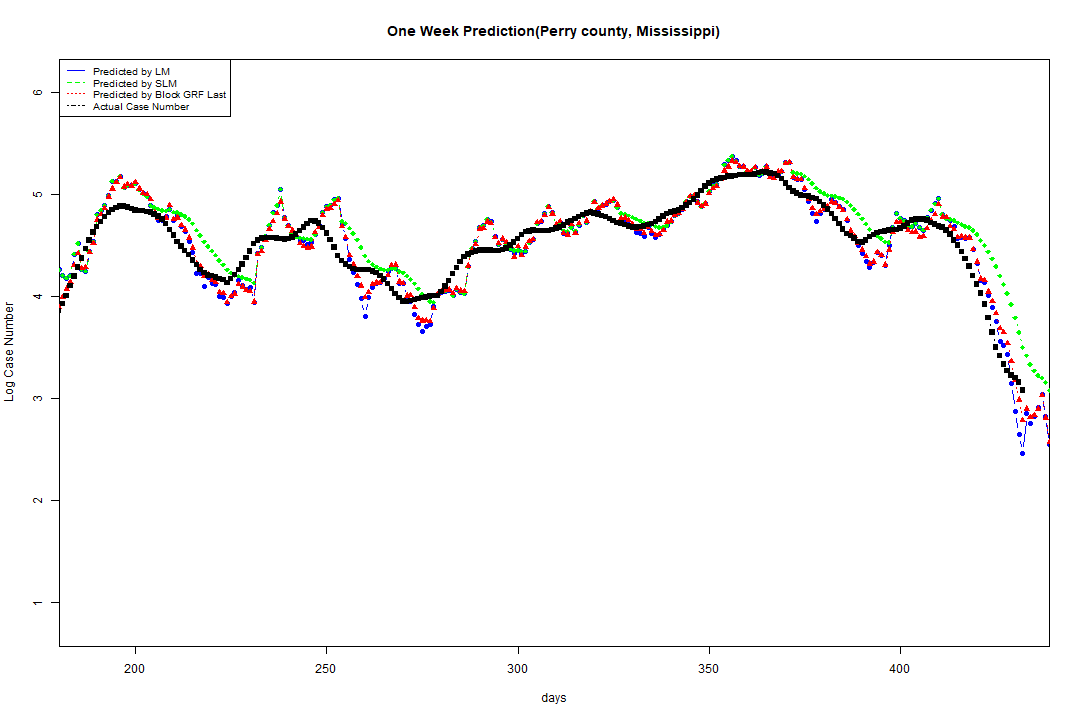 One Week Prediction(Perry county, Mississippi)
Predicted by LM
Predicted by SLM
Predicted by Block GRF Last
Actual Case Number
6
5
4
3
2
1
Log Case Number
200 250 300 350 400
days